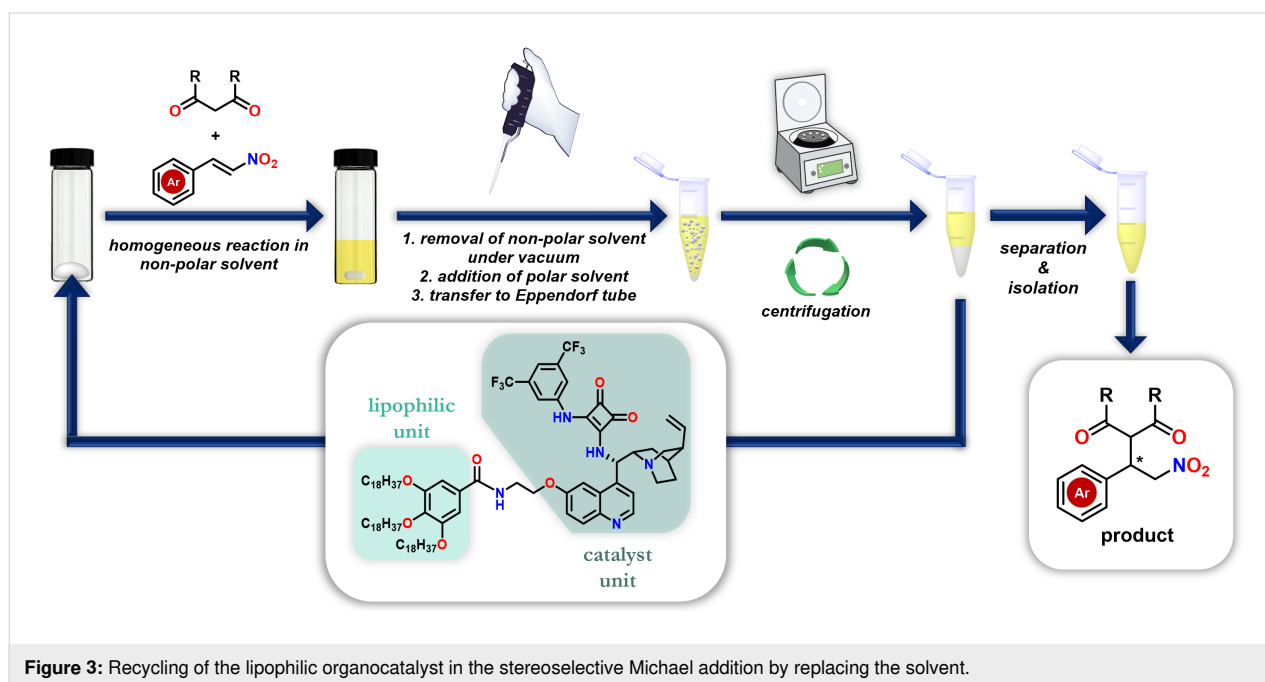 R R
O O
+
NO2
Ar
homogeneous reaction in
non-polar solvent
1. removal of non-polar solvent
under vacuum
2. addition of polar solvent
3. transfer to Eppendorf tube
centrifugation
separation
&
isolation
lipophilic
unit
CF3
F3C
O
O
HN
HN
N
O
N
H
O
N
C18H37O
C18H37O
C18H37O
catalyst
unit
R R
O O
*
NO2
Ar
product
Figure 3: Recycling of the lipophilic organocatalyst in the stereoselective Michael addition by replacing the solvent.